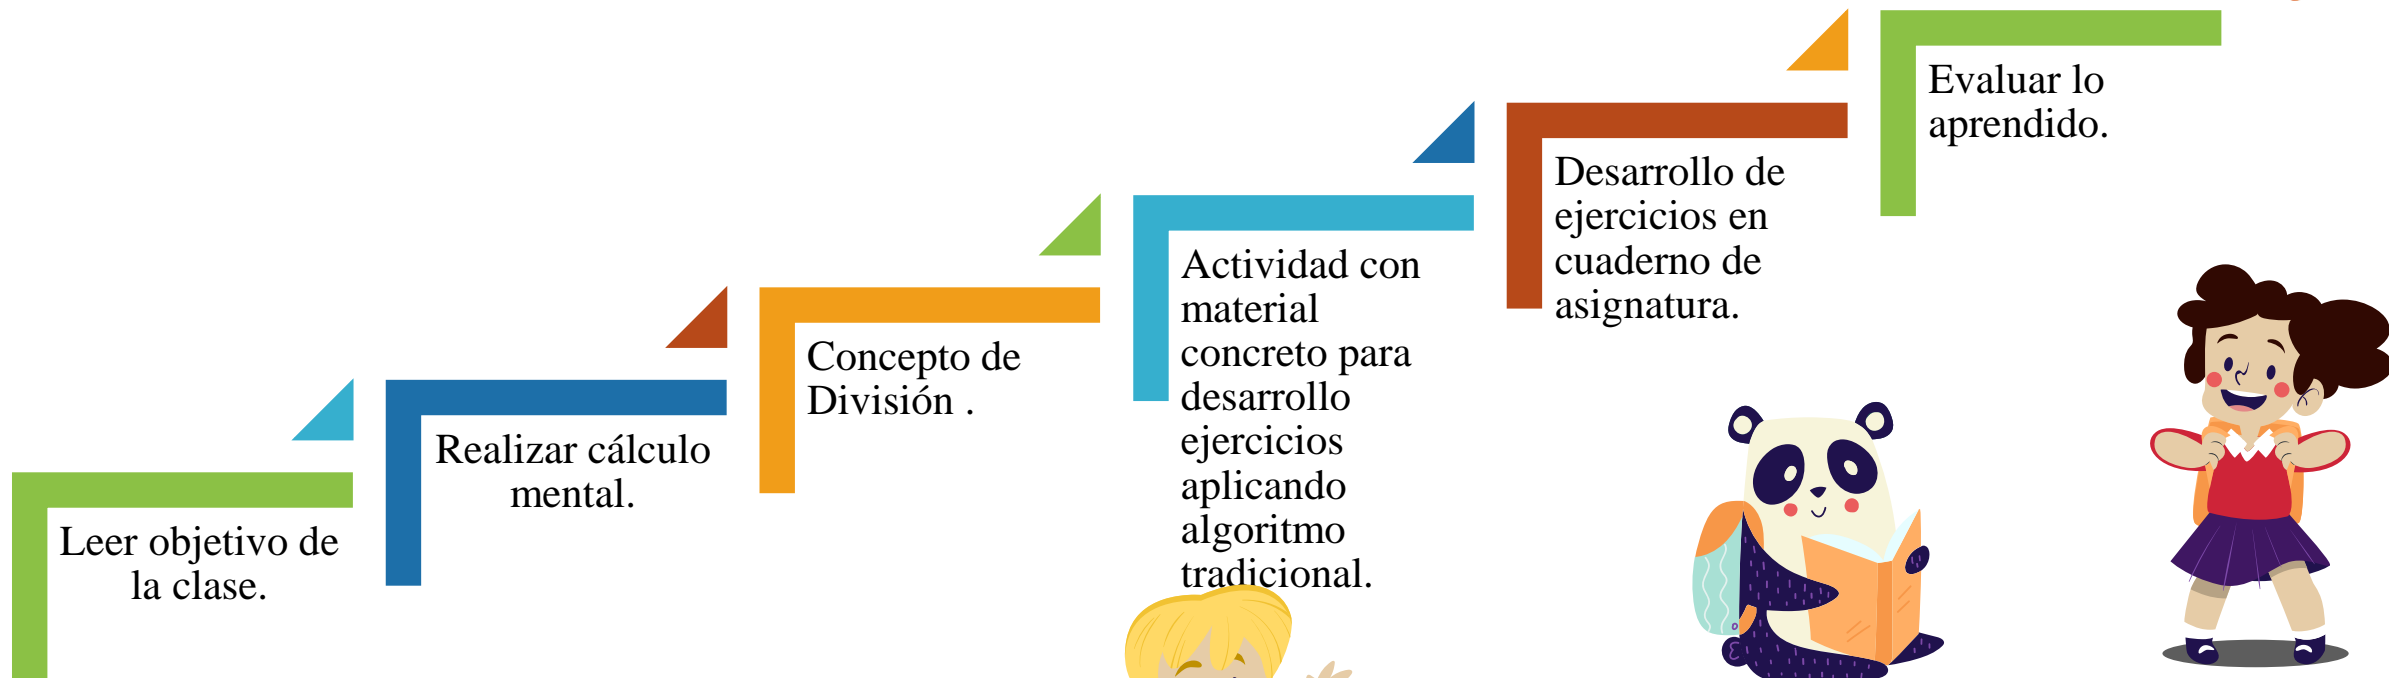 Leer objetivo de
la clase.
Realizar cálculo
mental.
Concepto de
División .
Actividad con
material
concreto para
desarrollo
ejercicios
aplicando
algoritmo
tradicional.
Desarrollo de
ejercicios en
cuaderno de
asignatura.
Evaluar lo
aprendido.